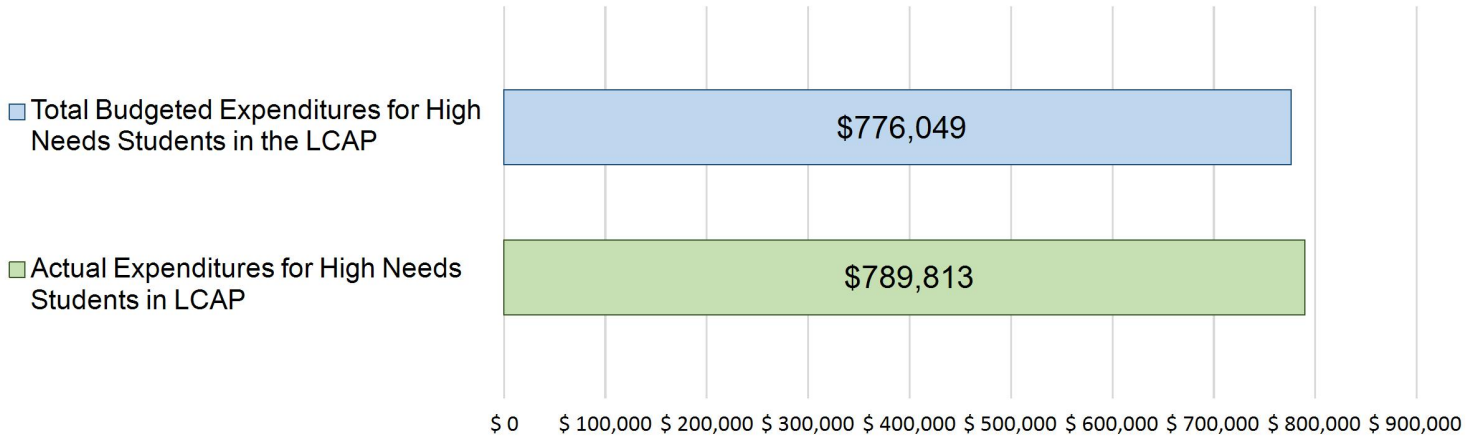 Total Budgeted Expenditures for High
Needs Students in the LCAP
$776,049
Actual Expenditures for High Needs
Students in LCAP
$789,813
$ 0 $ 100,000 $ 200,000 $ 300,000 $ 400,000 $ 500,000 $ 600,000 $ 700,000 $ 800,000 $ 900,000